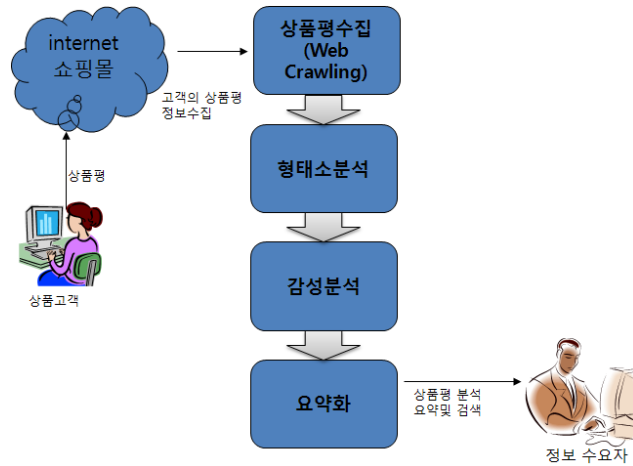 internet
쇼핑몰
상품평수집
(Web
Crawling)
고객의 상품평
정보수집
상품평
상품고객
형태소분석
감성분석
요약화
상품평 분석
요약및 검색
정보 수요자